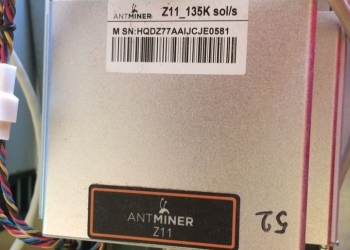 ANTMINER Z11_135K sol/s
M SN:HQDZ77AAIJCJE0581
ANTMINER
Z11
52